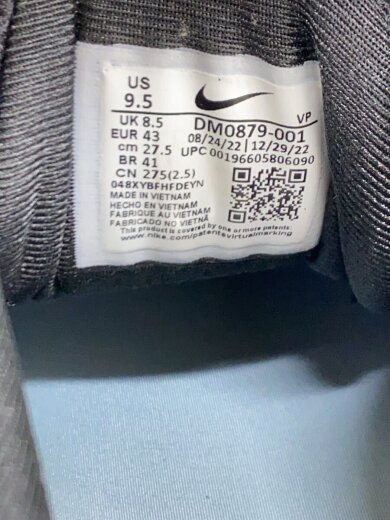 US
9.5
VP
UK 8.5
DM0879-001
EUR 43
08/24/22 | 12/29/22
cm 27.5
UPC 00196605806090
BR 41
CN 275(2.5)
048XYBFHFDEYN
MADE IN VIETNAM
HECHO EN VIETNAM
FABRIQUE AU VIETNAM
FABRICADO NO VIETNÃ
This product is covered by one or more patents:
www.nike.com/patentsvirtualmarking